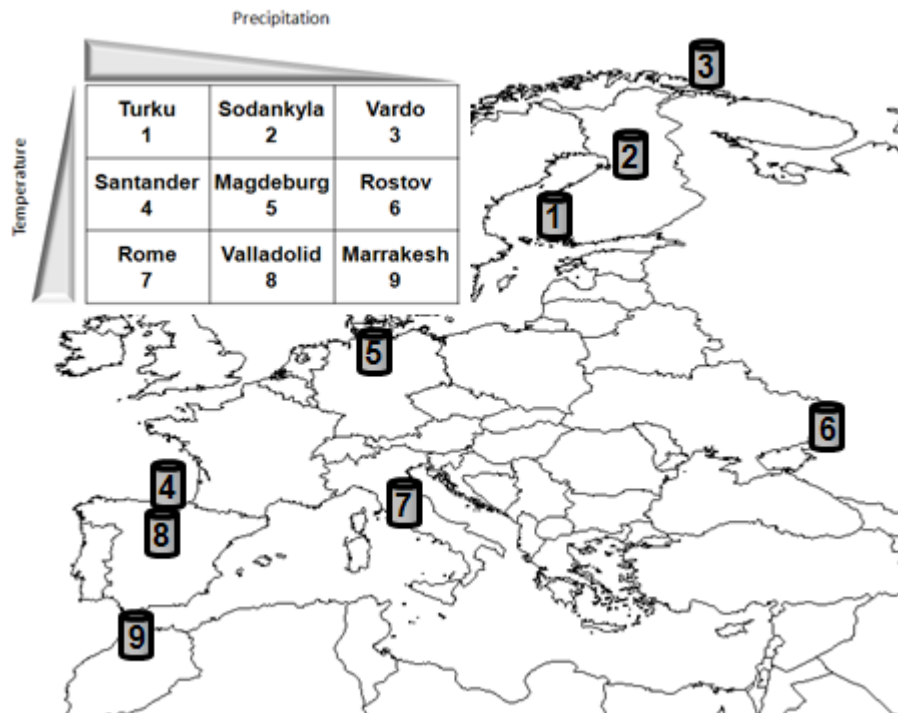 Precipitation
Temperature
Turku Sodankyla Vardo
1 2 3
Santander Magdeburg Rostov
4 5 6
Rome Valladolid Marrakesh
7 8 9
3
2
1
5
6
4
7
8
9